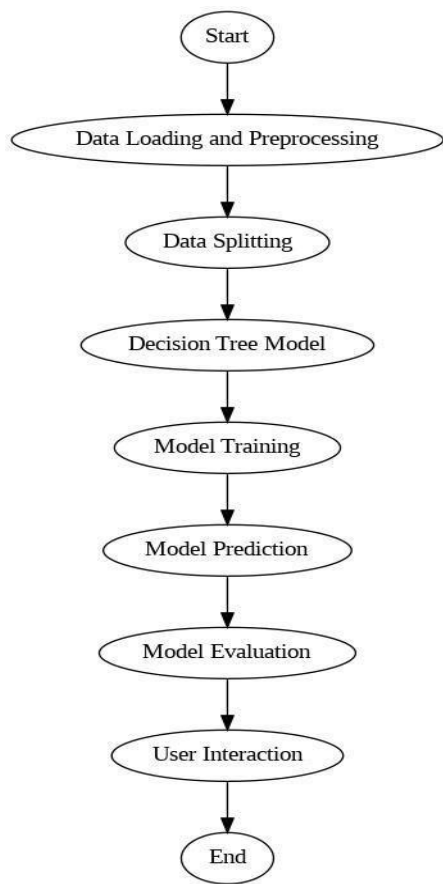 Start
Data Loading and Preprocessing
Data Splitting
Decision Tree Model
Model Training
Model Prediction
Model Evaluation
User Interaction
End